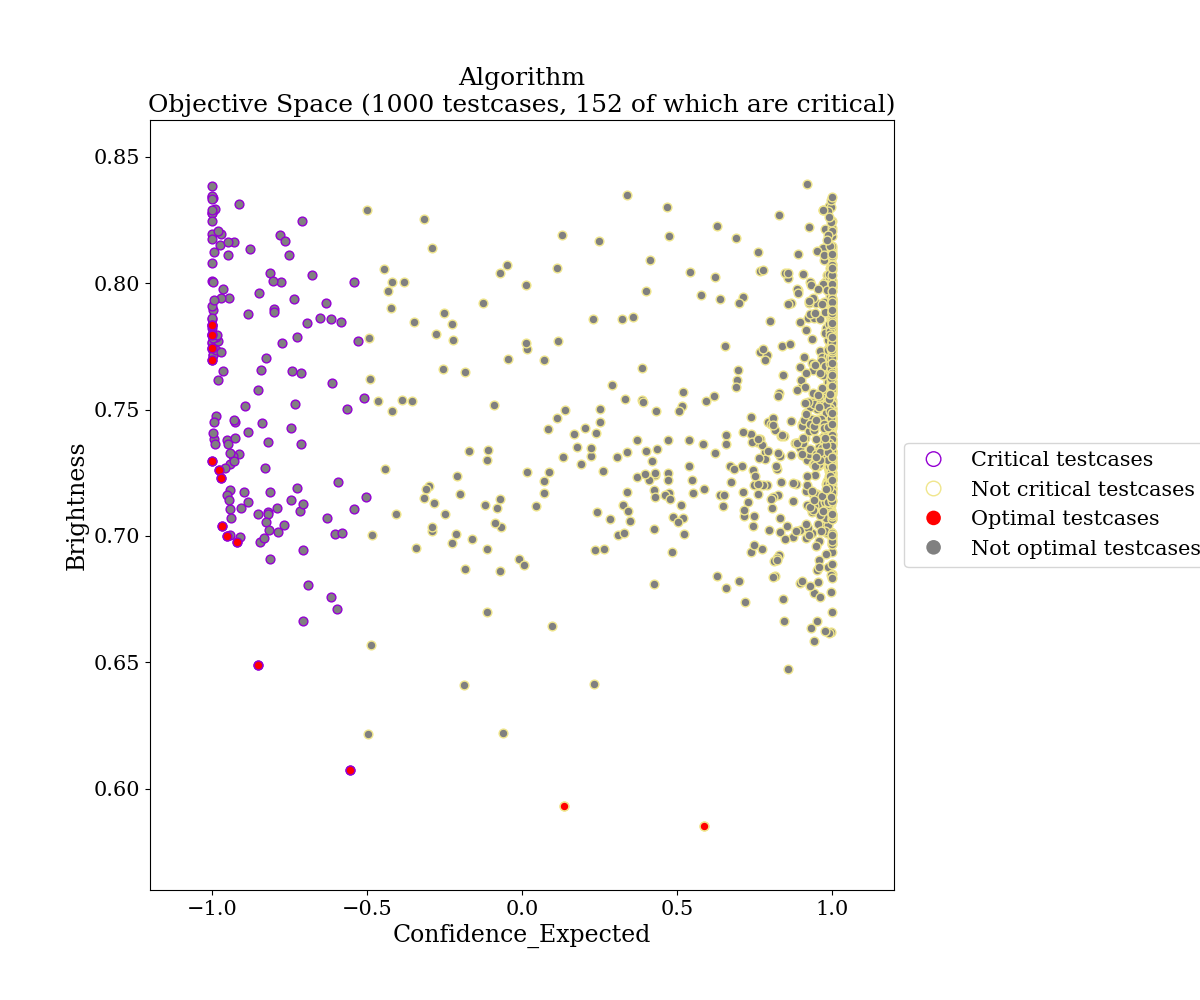 Algorithm
Objective Space (1000 testcases, 152 of which are critical)
0.85
0.80
0.75
0.70
0.65
0.60
Brightness
−1.0
−0.5
0.0
0.5
1.0
Confidence_Expected
Critical testcases
Not critical testcases
Optimal testcases
Not optimal testcases